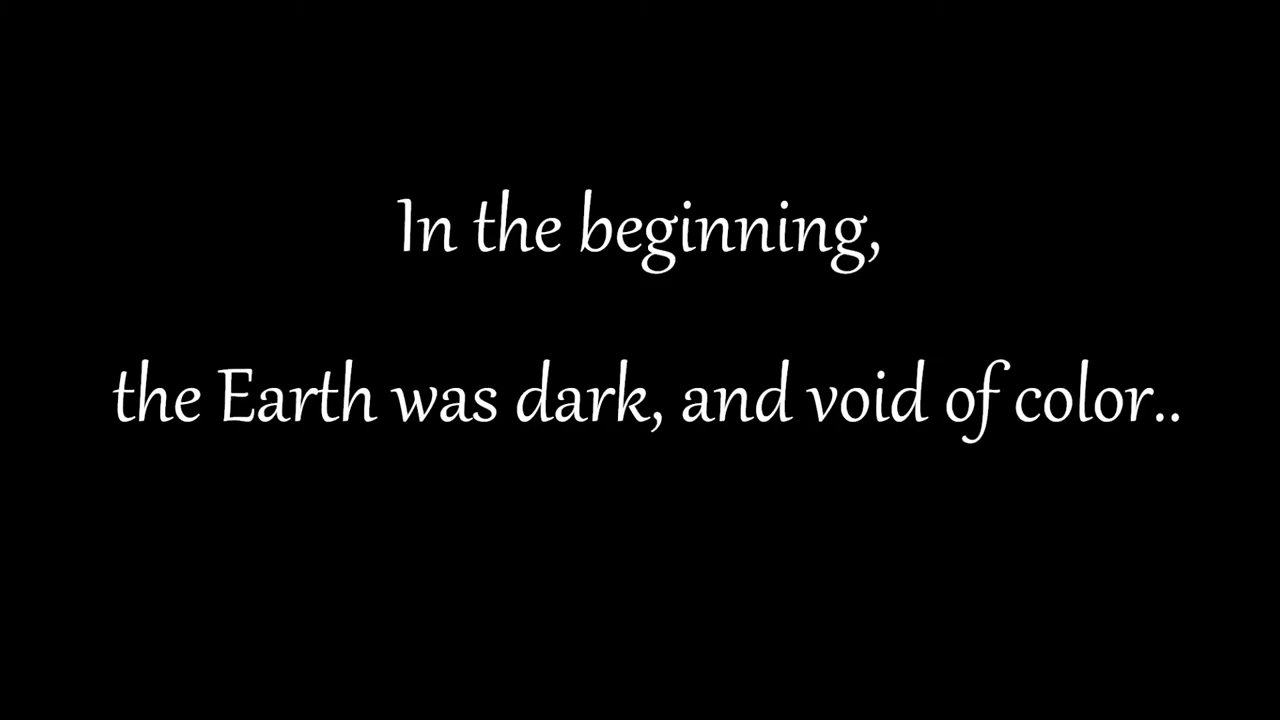 In the beginning,
the Earth was dark, and void of color..